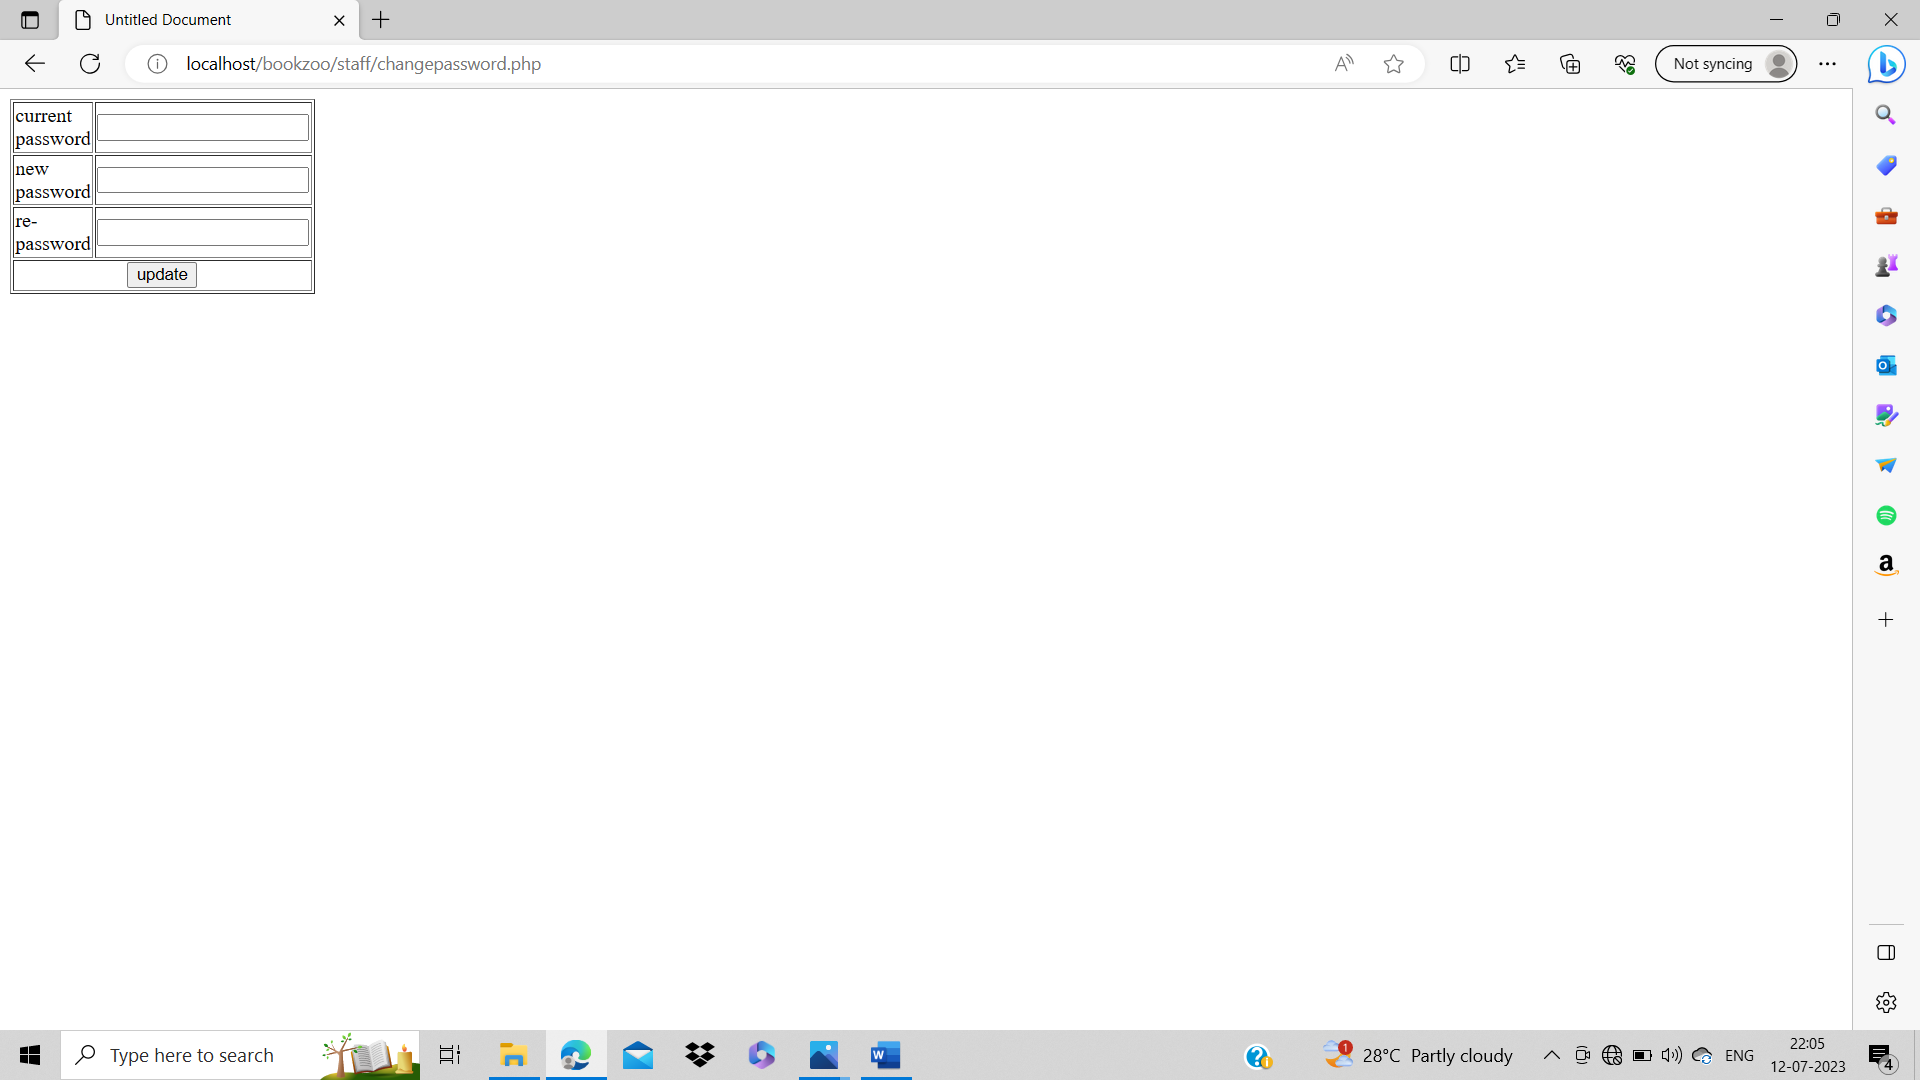 Untitled Document
localhost/bookzoo/staff/changepassword.php
Not syncing
current
password
new
password
re-
password
update
Type here to search
1
28°C Partly cloudy
ENG
22:05
12-07-2023
4